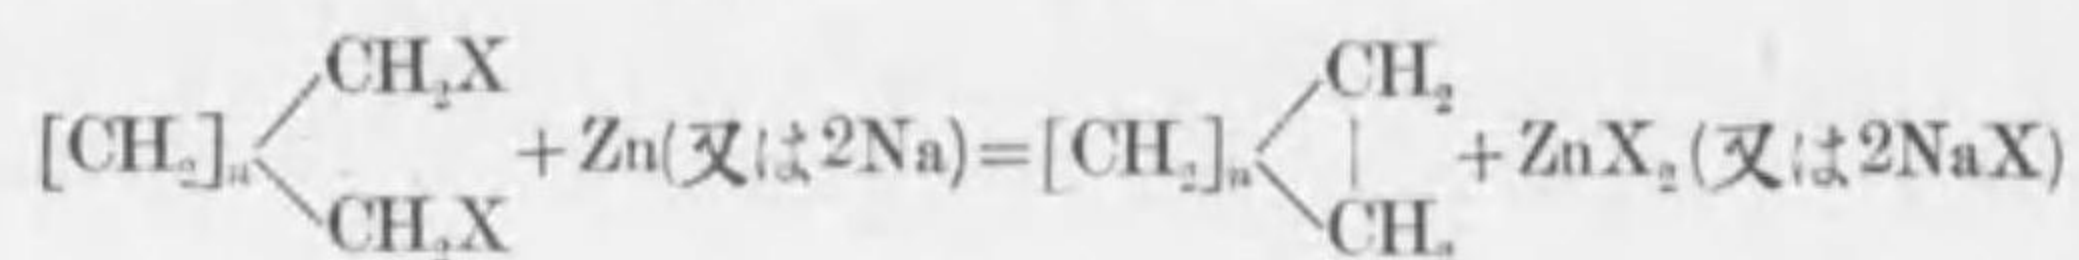 CH₂X CH₂
[CH₂]ₙ +Zn(又は2Na)=[CH₂]ₙ +ZnX₂(又は2NaX)
CH₂X CH₂